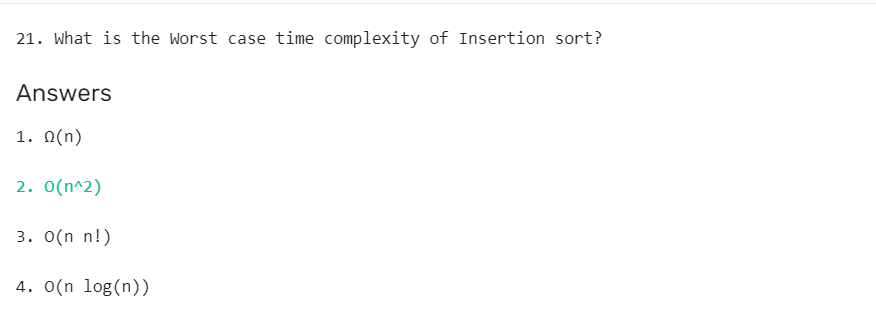 21. What is the Worst case time complexity of Insertion sort?
Answers
1. Ω(n)
2. O(n^2)
3. O(n n!)
4. O(n log(n))